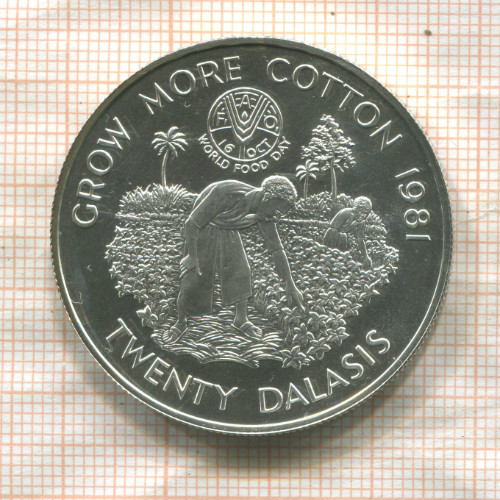 GROW MORE COTTON 1981
FAO
16 OCT
WORLD FOOD DAY
TWENTY DALASIS